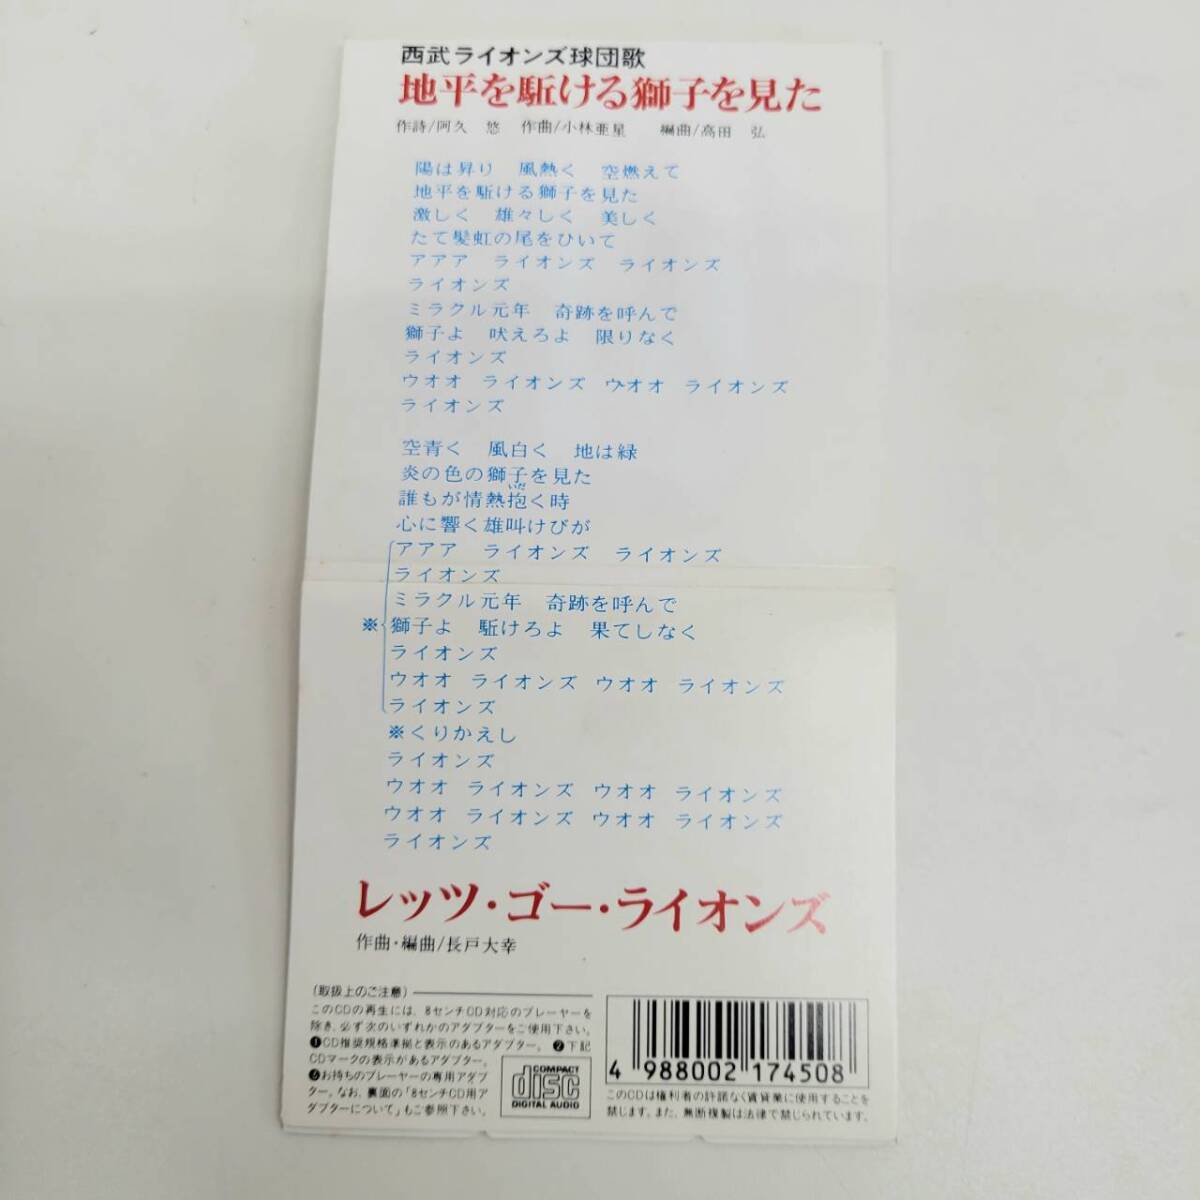 西武ライオンズ球団歌
地平を駈ける獅子を見た
作詩/阿久 悠 作曲/小林亜星 編曲/高田 弘
陽は昇り 風熱く 空燃えて
地平を駈ける獅子を見た
激しく 雄々しく 美しく
たて髪虹の尾をひいて
アアア ライオンズ ライオンズ
ライオンズ
ミラクル元年 奇跡を呼んで
獅子よ 吠えろよ 限りなく
ライオンズ
ウオオ ライオンズ ウオオ ライオンズ
ライオンズ
空青く 風白く 地は緑
炎の色の獅子を見た
いだ
誰もが情熱抱く時
心に響く雄叫けびが
アアア ライオンズ ライオンズ
ライオンズ
ミラクル元年 奇跡を呼んで
※獅子よ 駈けろよ 果てしなく
ライオンズ
ウオオ ライオンズ ウオオ ライオンズ
ライオンズ
※くりかえし
ライオンズ
ウオオ ライオンズ ウオオ ライオンズ
ウオオ ライオンズ ウオオ ライオンズ
ライオンズ
レッツ・ゴー・ライオンズ
作曲・編曲/長戸大幸
(取扱上のご注意)
このCDの再生には、8センチCD対応のプレーヤーを
除き、必ず次のいずれかのアダプターをご使用下さい。
❶CD推奨規格準拠と表示のあるアダプター。❷下記
CDマークの表示があるアダプター。
❸お持ちのプレーヤーの専用アダプ
ター。なお、裏面の「8センチCD用ア
ダプターについて」もご参照下さい。
COMPACT
disc
DIGITAL AUDIO
4 988002 174508
このCDは権利者の許諾なく賃貸業に使用することを
禁じます。また、無断複製は法律で禁じられています。